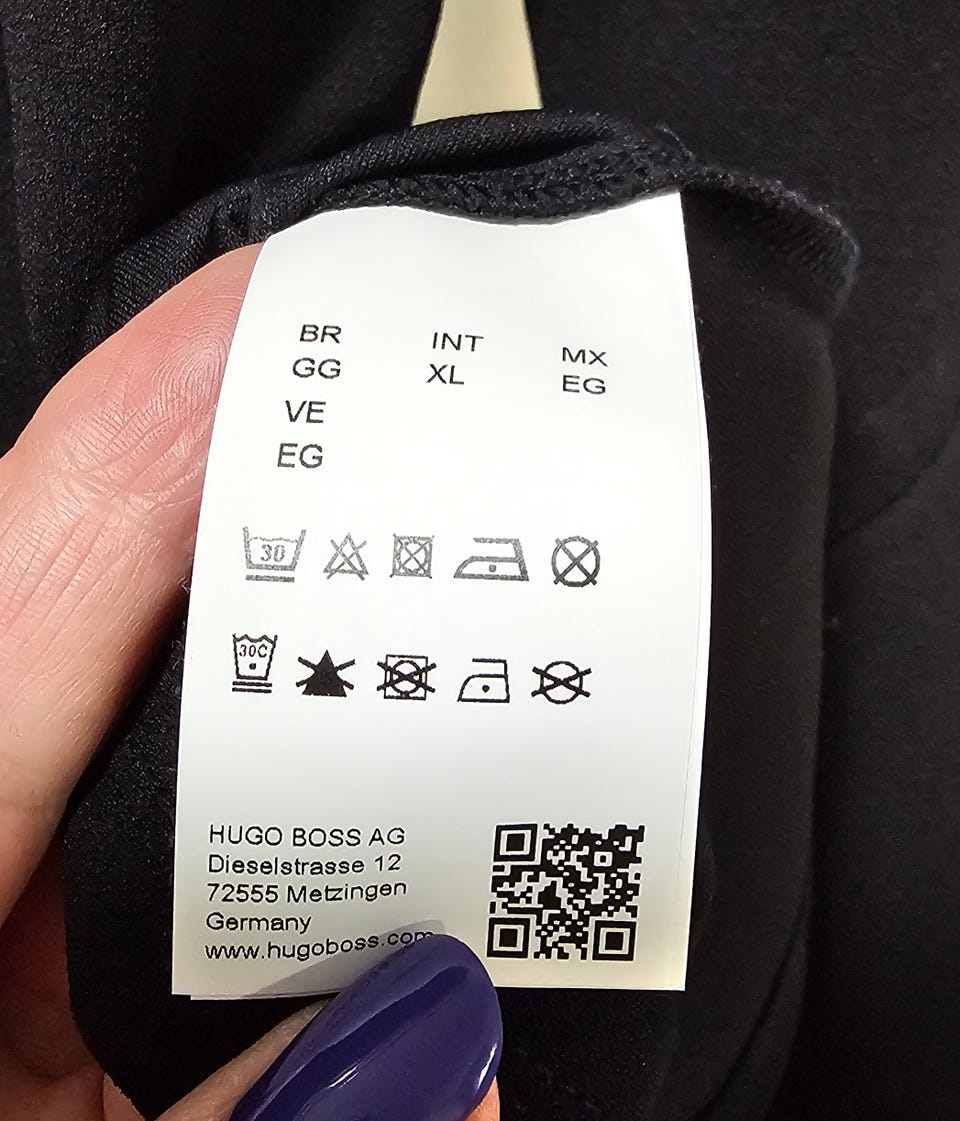 BR INT MX
GG XL EG
VE
EG
30
30C
HUGO BOSS AG
Dieselstrasse 12
72555 Metzingen
Germany
www.hugoboss.com